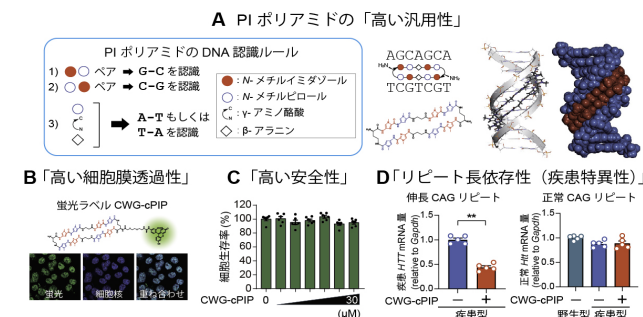 A PI ポリアミドの「高い汎用性」
PI ポリアミドの DNA 認識ルール
1) ペア ➡ G-C を認識
2) ペア ➡ C-G を認識
3) C N ➡ A-T もしくは
T-A を認識
: N- メチルイミダゾール
: N- メチルピロール
C N : γ- アミノ酪酸
: β- アラニン
AGCAGCA
H₂N
NH₂
TCGTCGT
B「高い細胞膜透過性」
蛍光ラベル CWG-cPIP
蛍光
細胞核
重ね合わせ
C「高い安全性」
細胞生存率 (%)
120
100
80
60
40
20
0
0
30
CWG-cPIP
(μM)
D「リピート長依存性（疾患特異性）」
伸長 CAG リピート
疾患 HTT mRNA 量
(relative to Gapdh)
1.5
1.0
0.5
0.0
**
CWG-cPIP − +
疾患型
正常 CAG リピート
正常 Htt mRNA 量
(relative to Gapdh)
1.5
1.0
0.5
0.0
CWG-cPIP − − +
野生型 疾患型